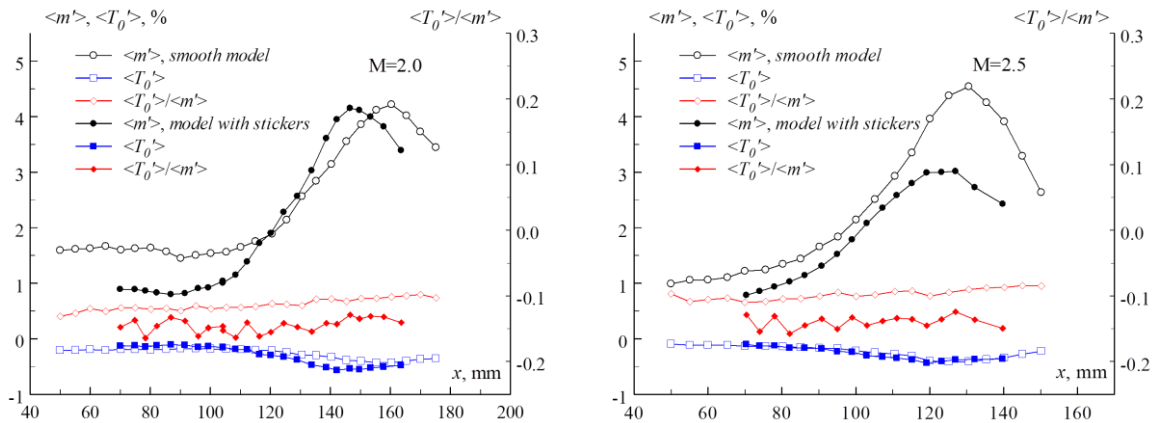 <m'>, <T₀'>, %
<T₀'>/<m'>
5
4
3
2
1
0
-1
0.3
0.2
0.1
0.0
-0.1
-0.2
<m'>, smooth model
<T₀'>
<T₀'>/<m'>
<m'>, model with stickers
<T₀'>
<T₀'>/<m'>
M=2.0
x, mm
40 60 80 100 120 140 160 180 200
<m'>, <T₀'>, %
<T₀'>/<m'>
5
4
3
2
1
0
-1
0.3
0.2
0.1
0.0
-0.1
-0.2
<m'>, smooth model
<T₀'>
<T₀'>/<m'>
<m'>, model with stickers
<T₀'>
<T₀'>/<m'>
M=2.5
x, mm
40 60 80 100 120 140 160